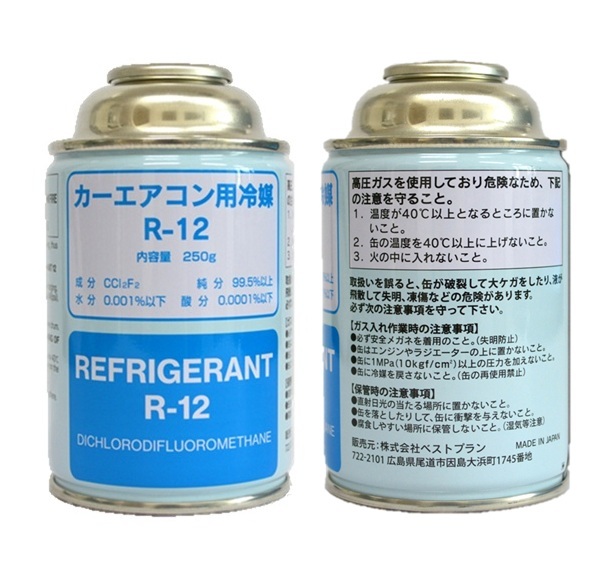 カーエアコン用冷媒
R-12
内容量 250g
成分 CCl₂F₂ 純分 99.5%以上
水分 0.001%以下 酸分 0.0001%以下
REFRIGERANT
R-12
DICHLORODIFLUOROMETHANE
高圧ガスを使用しており危険なため、下記
の注意を守ること。
1．温度が40℃以上となるところに置かな
いこと。
2．缶の温度を40℃以上に上げないこと。
3．火の中に入れないこと。
取扱いを誤ると、缶が破裂して大ケガをしたり、液が
飛散して失明、凍傷などの危険があります。
必ず次の注意事項を守って下さい。
【ガス入れ作業時の注意事項】
●必ず安全メガネを着用のこと。（失明防止）
●缶はエンジンやラジエーターの上に置かない。
●缶に1MPa（10kgf/cm²）以上の圧力を加えない。
●缶に冷媒を戻さない。（缶の再使用禁止）
【保管時の注意事項】
●直射日光の当たる場所に置かないこと。
●缶を落としたりして、缶に衝撃を与えないこと。
●腐食しやすい場所に保管しないこと。（湿気等注意）
MADE IN JAPAN
販売元：株式会社ベストプラン
722-2101 広島県尾道市因島大浜町1745番地